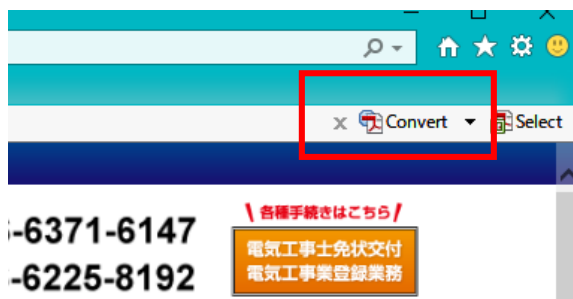 x Convert Select
\ 各種手続きはこちら /
-6371-6147
電気工事士免状交付
-6225-8192
電気工事業登録業務